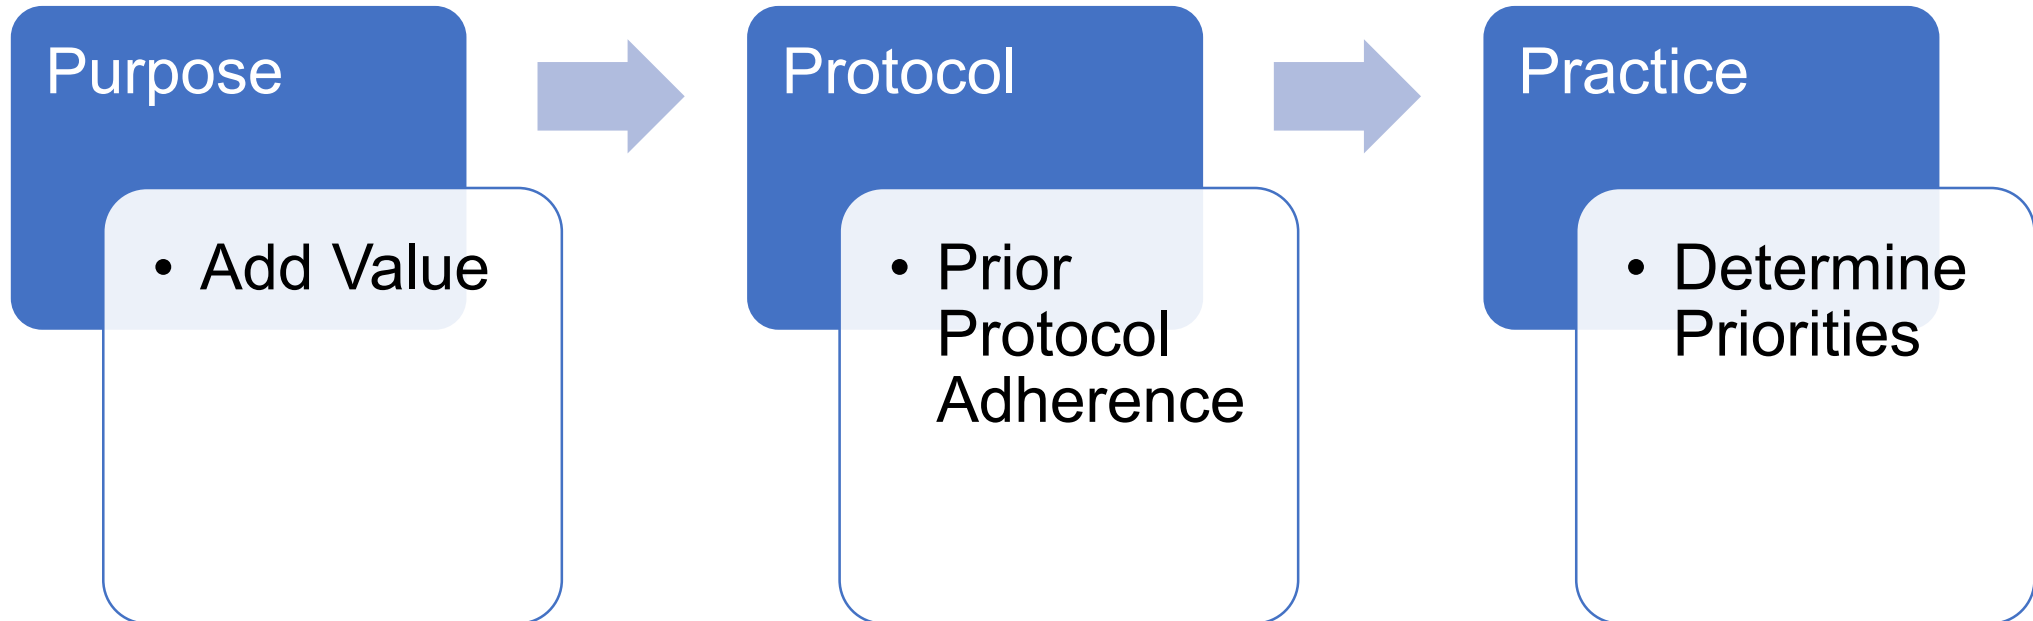 Purpose
• Add Value
Protocol
• Prior
Protocol
Adherence
Practice
• Determine
Priorities